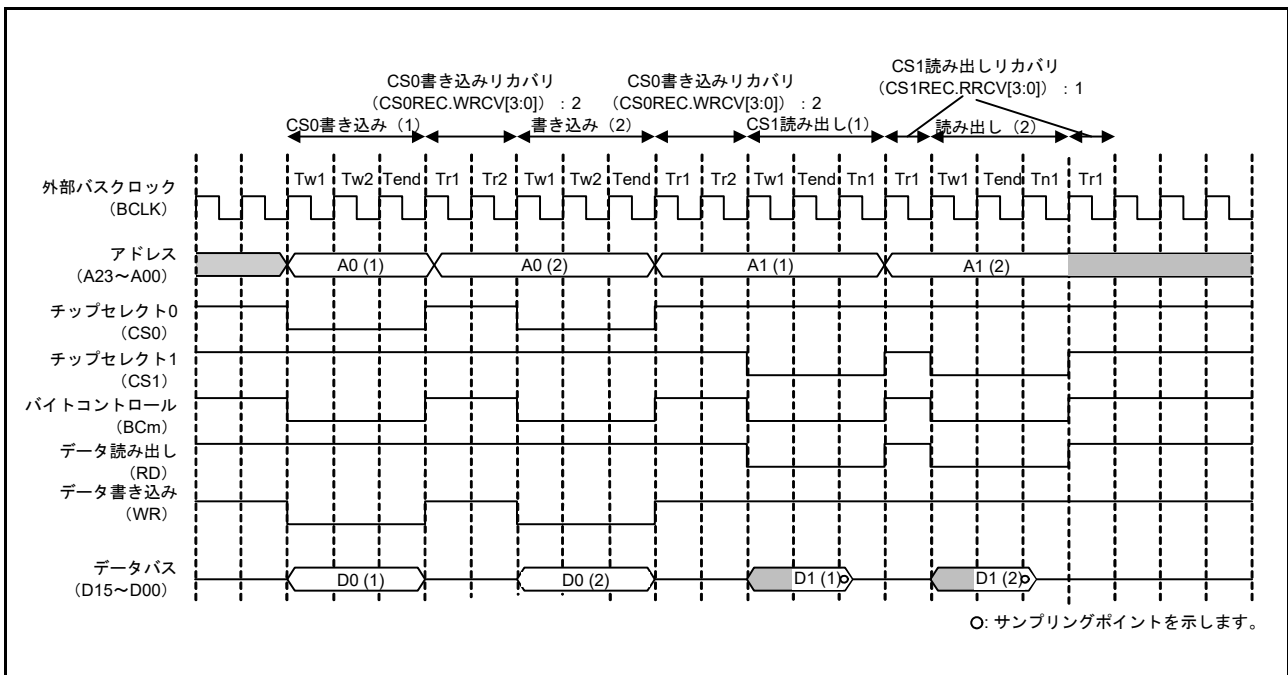 CS1読み出しリカバリ
（CS1REC.RRCV[3:0]）：1
CS0書き込みリカバリ
（CS0REC.WRCV[3:0]）：2
CS0書き込みリカバリ
（CS0REC.WRCV[3:0]）：2
CS0書き込み（1）
書き込み（2）
CS1読み出し(1)
読み出し（2）
Tw1 Tw2 Tend Tr1 Tr2 Tw1 Tw2 Tend Tr1 Tr2 Tw1 Tend Tn1 Tr1 Tw1 Tend Tn1 Tr1
外部バスクロック
（BCLK）
アドレス
（A23～A00）
A0 (1) A0 (2) A1 (1) A1 (2)
チップセレクト0
（CS0）
チップセレクト1
（CS1）
バイトコントロール
（BCm）
データ読み出し
（RD）
データ書き込み
（WR）
データバス
（D15～D00）
D0 (1) D0 (2) D1 (1) D1 (2)
O: サンプリングポイントを示します。